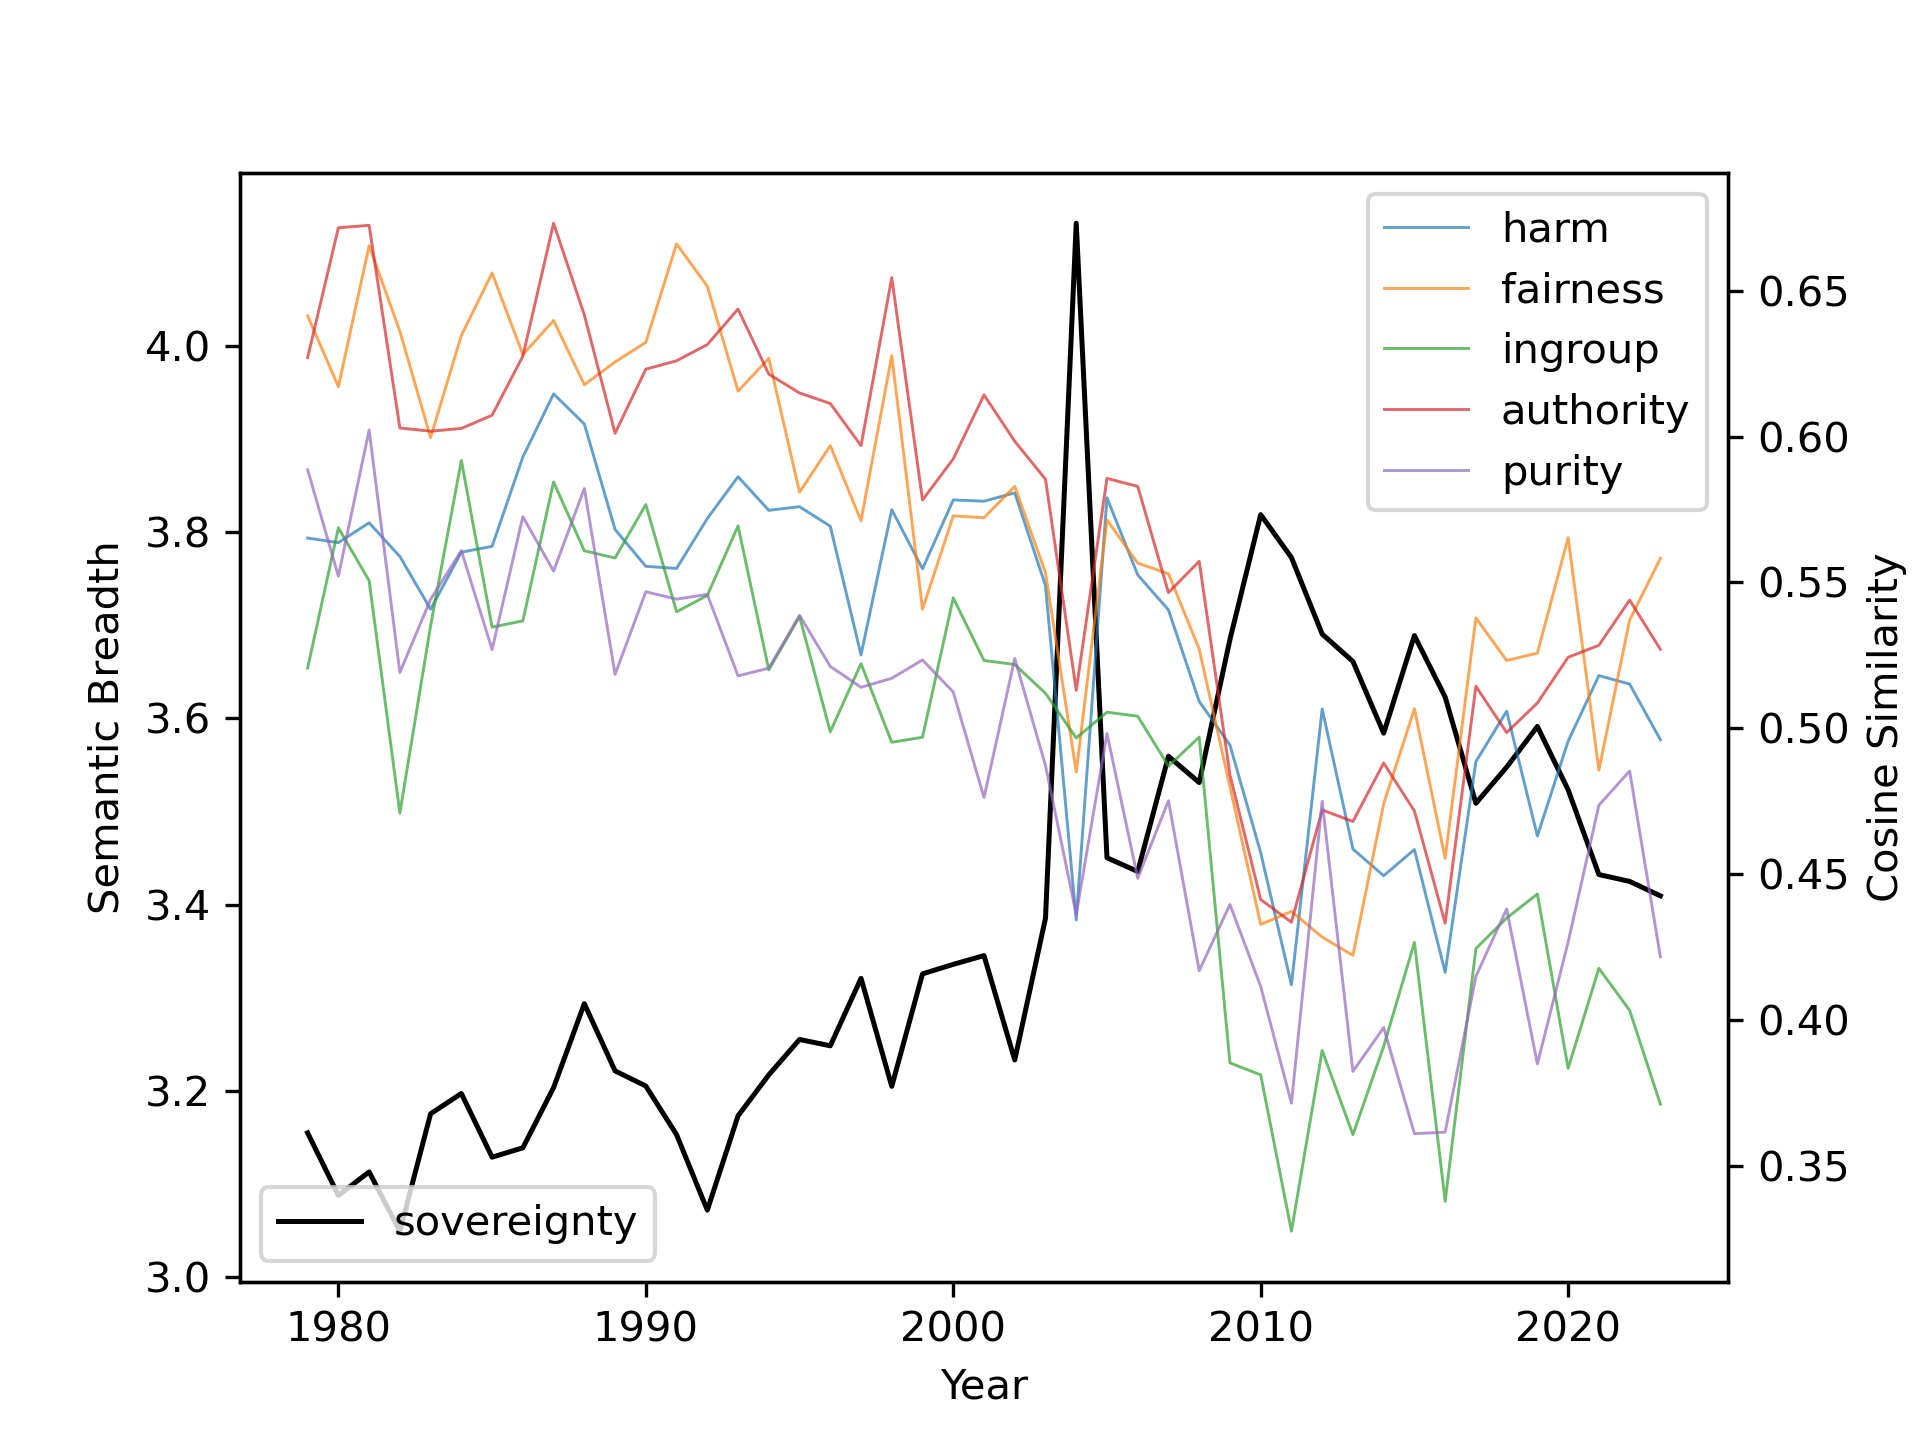 harm
fairness
ingroup
authority
purity
sovereignty
4.0
3.8
3.6
3.4
3.2
3.0
Semantic Breadth
0.65
0.60
0.55
0.50
0.45
0.40
0.35
Cosine Similarity
1980 1990 2000 2010 2020
Year